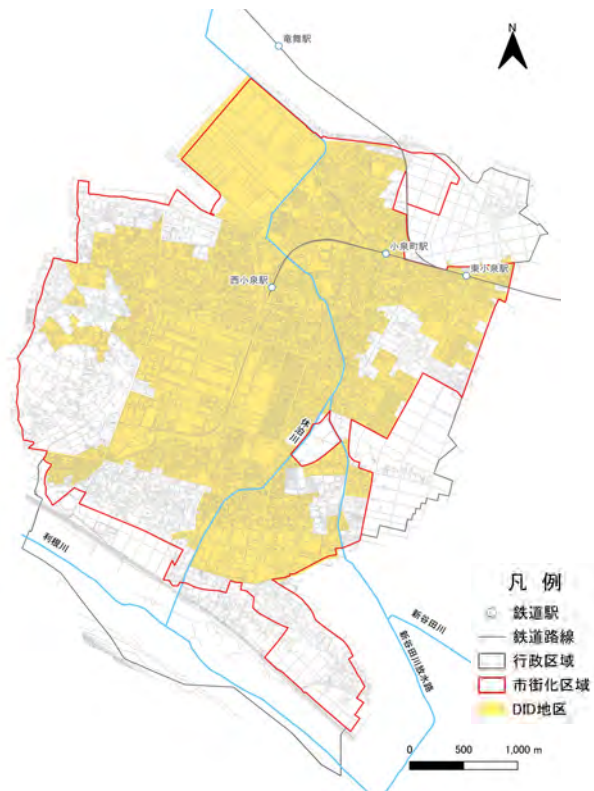 竜舞駅
N
小泉町駅
東小泉駅
西小泉駅
休泊川
利根川
新谷田川
新谷田川放水路
凡 例
鉄道駅
鉄道路線
行政区域
市街化区域
DID地区
0 500 1,000 m